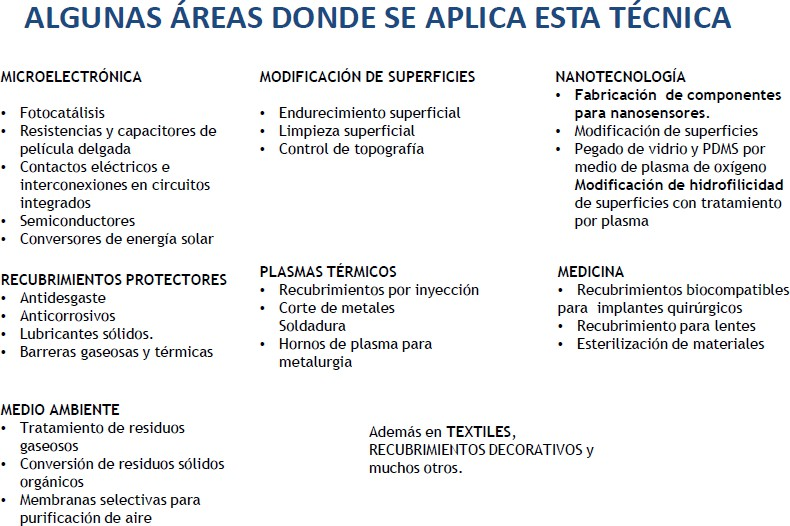 ALGUNAS ÁREAS DONDE SE APLICA ESTA TÉCNICA
MICROELECTRÓNICA
• Fotocatálisis
• Resistencias y capacitores de
película delgada
• Contactos eléctricos e
interconexiones en circuitos
integrados
• Semiconductores
• Conversores de energía solar
MODIFICACIÓN DE SUPERFICIES
• Endurecimiento superficial
• Limpieza superficial
• Control de topografía
NANOTECNOLOGÍA
• Fabricación de componentes
para nanosensores.
• Modificación de superficies
• Pegado de vidrio y PDMS por
medio de plasma de oxígeno
Modificación de hidrofilicidad
de superficies con tratamiento
por plasma
RECUBRIMIENTOS PROTECTORES
• Antidesgaste
• Anticorrosivos
• Lubricantes sólidos.
• Barreras gaseosas y térmicas
PLASMAS TÉRMICOS
• Recubrimientos por inyección
• Corte de metales
Soldadura
• Hornos de plasma para
metalurgia
MEDICINA
• Recubrimientos biocompatibles
para implantes quirúrgicos
• Recubrimiento para lentes
• Esterilización de materiales
MEDIO AMBIENTE
• Tratamiento de residuos
gaseosos
• Conversión de residuos sólidos
orgánicos
• Membranas selectivas para
purificación de aire
Además en TEXTILES,
RECUBRIMIENTOS DECORATIVOS y
muchos otros.